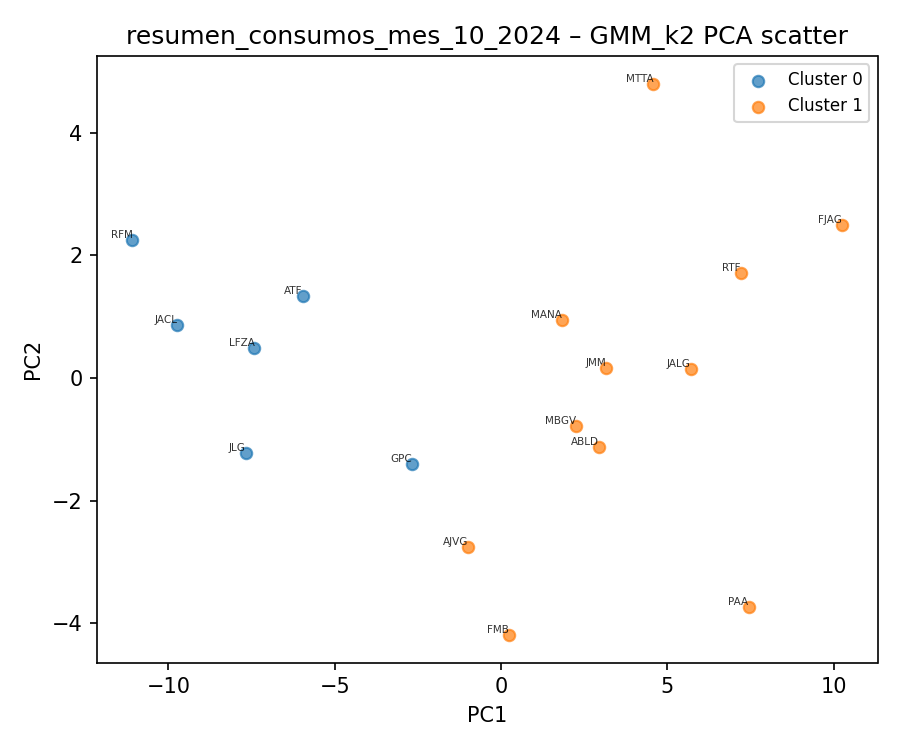 resumen_consumos_mes_10_2024 – GMM_k2 PCA scatter
Cluster 0
Cluster 1
MTTA
FJAG
RFM
RTF
ATF
JACL
MANA
LFZA
JMM
JALG
MBGV
ABLD
JLG
GPC
AJVG
PAA
FMB
4
2
0
−2
−4
PC2
−10
−5
0
5
10
PC1